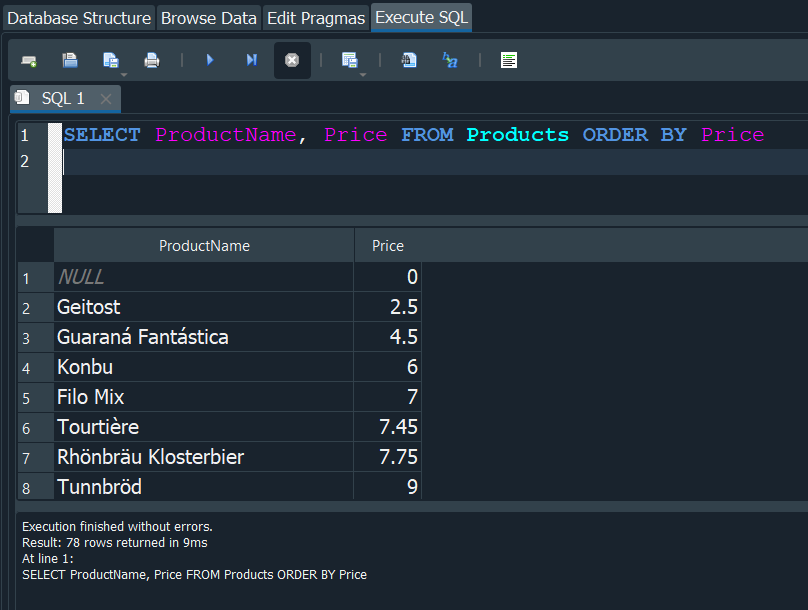 Database Structure Browse Data Edit Pragmas Execute SQL
SQL 1
1 SELECT ProductName, Price FROM Products ORDER BY Price
2
ProductName Price
1 NULL 0
2 Geitost 2.5
3 Guaraná Fantástica 4.5
4 Konbu 6
5 Filo Mix 7
6 Tourtière 7.45
7 Rhönbräu Klosterbier 7.75
8 Tunnbröd 9
Execution finished without errors.
Result: 78 rows returned in 9ms
At line 1:
SELECT ProductName, Price FROM Products ORDER BY Price